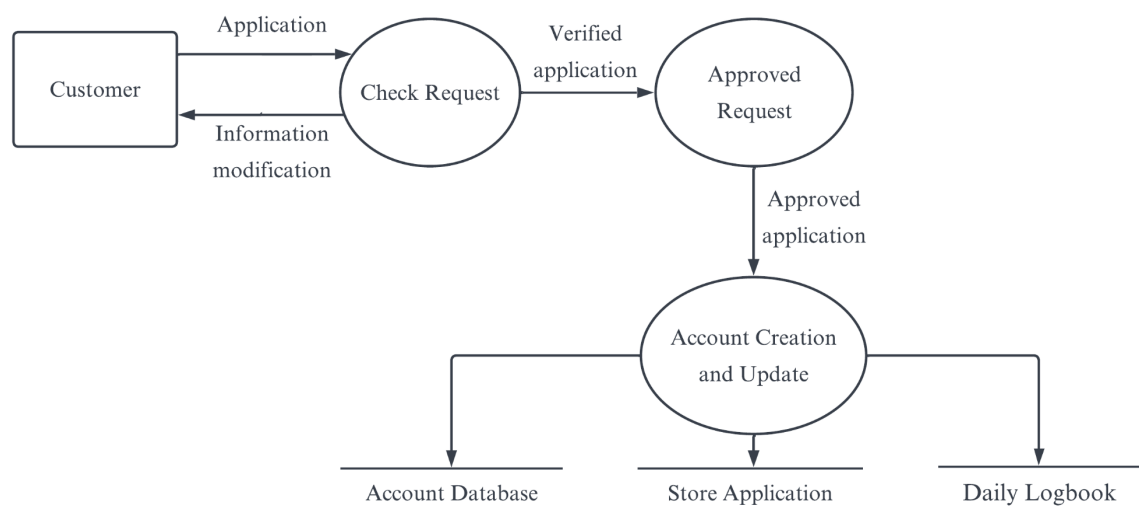 Application
Customer
Check Request
Information
modification
Verified
application
Approved
Request
Approved
application
Account Creation
and Update
Account Database
Store Application
Daily Logbook